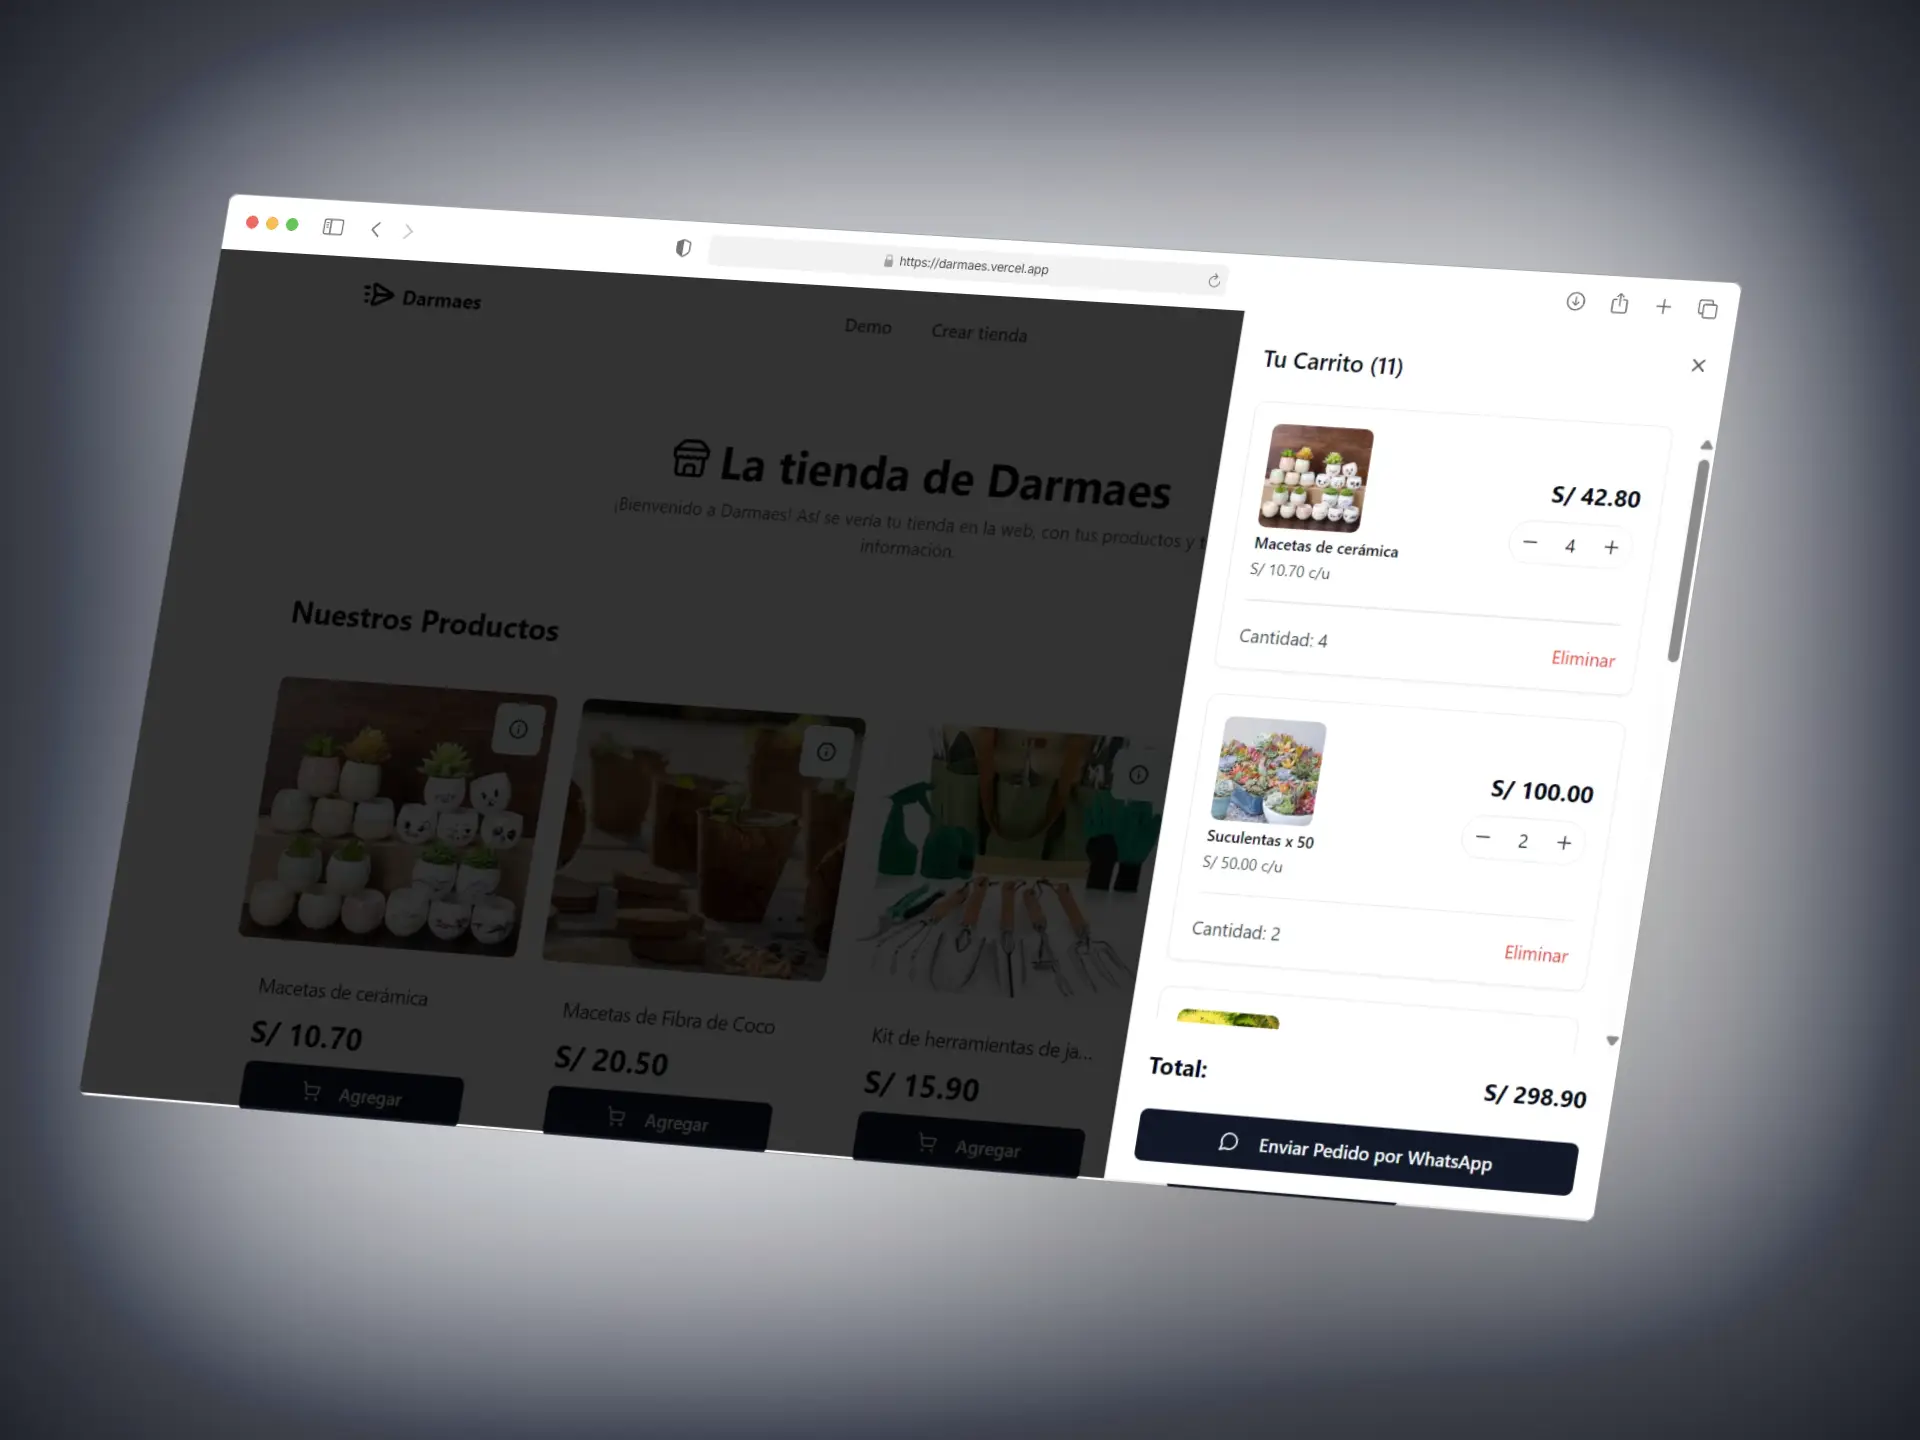 https://darmaes.vercel.app
Darmaes
Demo
Crear tienda
La tienda de Darmaes
¡Bienvenido a Darmaes! Así se vería tu tienda en la web, con tus productos y t
información.
Nuestros Productos
Macetas de cerámica
S/ 10.70
Agregar
Macetas de Fibra de Coco
S/ 20.50
Agregar
Kit de herramientas de ja...
S/ 15.90
Agregar
Tu Carrito (11)
S/ 42.80
4
Macetas de cerámica
S/ 10.70 c/u
Cantidad: 4
Eliminar
S/ 100.00
2
Suculentas x 50
S/ 50.00 c/u
Cantidad: 2
Eliminar
Total:
S/ 298.90
Enviar Pedido por WhatsApp